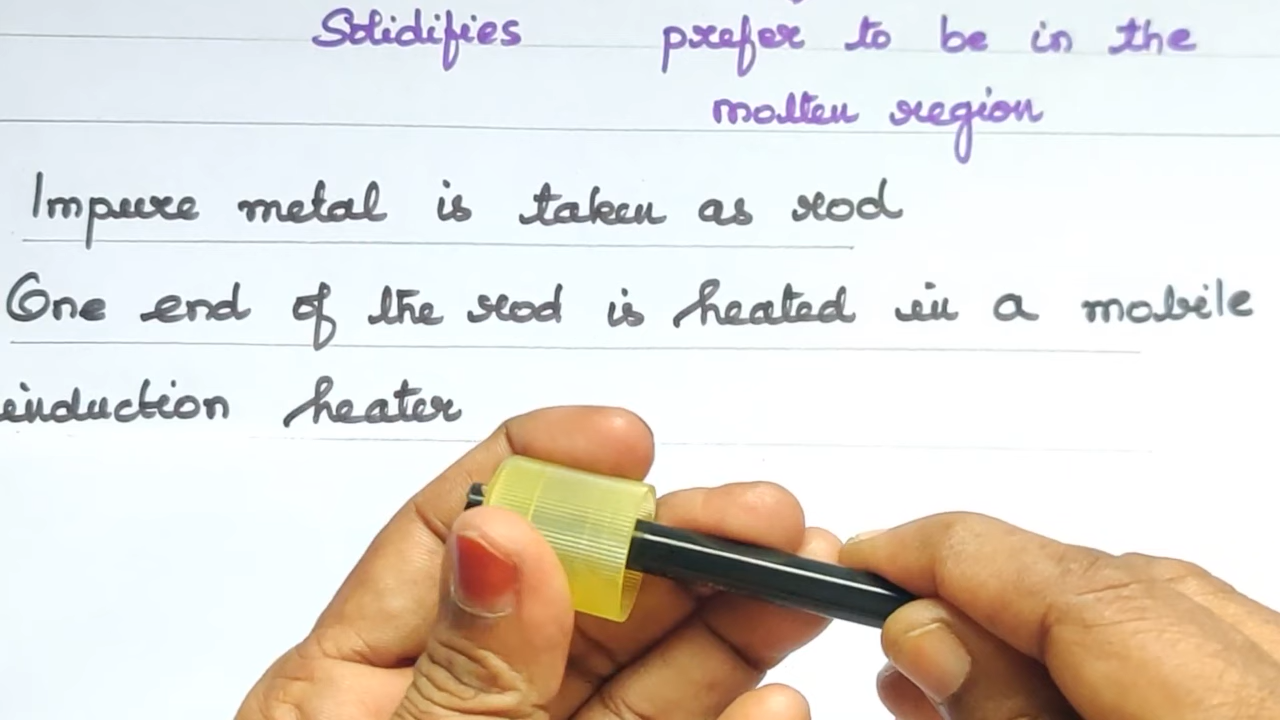 Solidifies prefer to be in the
molten region
Impure metal is taken as rod
One end of the rod is heated in a mobile
induction heater